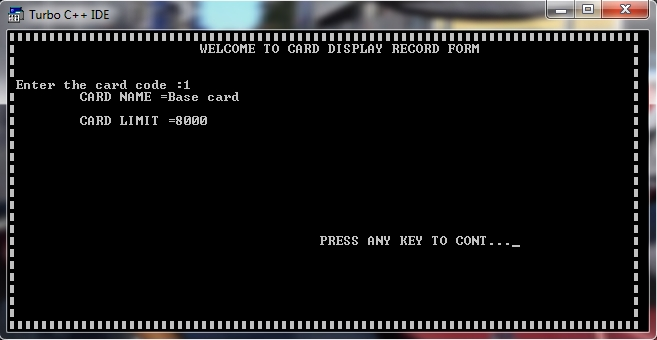 Turbo C++ IDE
WELCOME TO CARD DISPLAY RECORD FORM
Enter the card code :1
CARD NAME =Base card
CARD LIMIT =8000
PRESS ANY KEY TO CONT..._